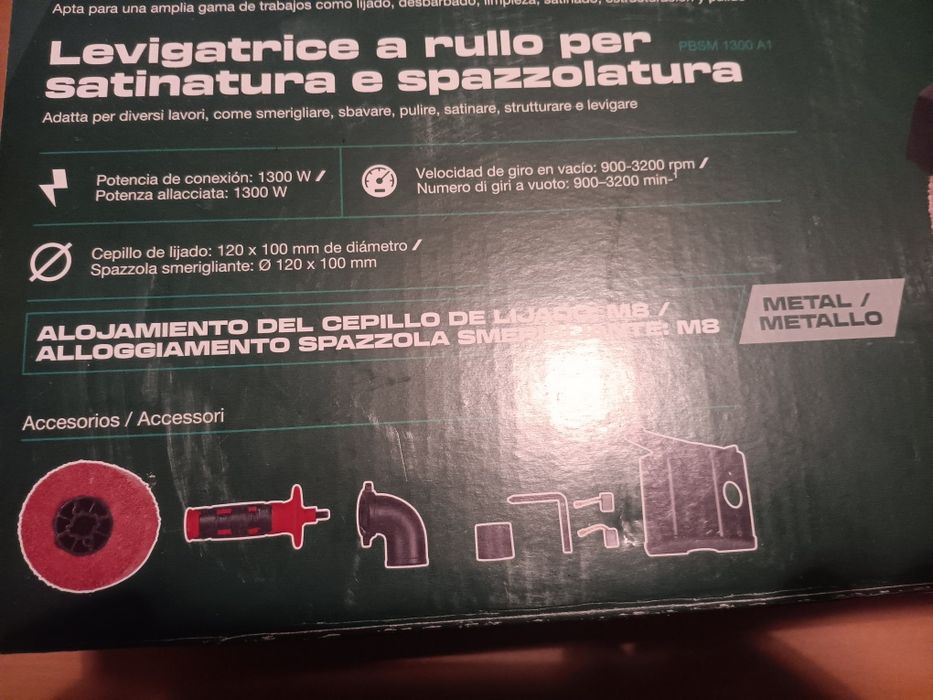 Apta para una amplia gama de trabajos como lijado, desbarbado, limpieza, satinado,
Levigatrice a rullo per
satinatura e spazzolatura
PBSM 1300 A1
Adatta per diversi lavori, come smerigliare, sbavare, pulire, satinare, strutturare e levigare
Potencia de conexión: 1300 W /
Potenza allacciata: 1300 W
Velocidad de giro en vacío: 900-3200 rpm /
Numero di giri a vuoto: 900–3200 min-¹
Cepillo de lijado: 120 x 100 mm de diámetro /
Spazzola smerigliante: Ø 120 x 100 mm
ALOJAMIENTO DEL CEPILLO DE LIJADO: M8 /
ALLOGGIAMENTO SPAZZOLA SMERIGLIANTE: M8
METAL /
METALLO
Accesorios / Accessori